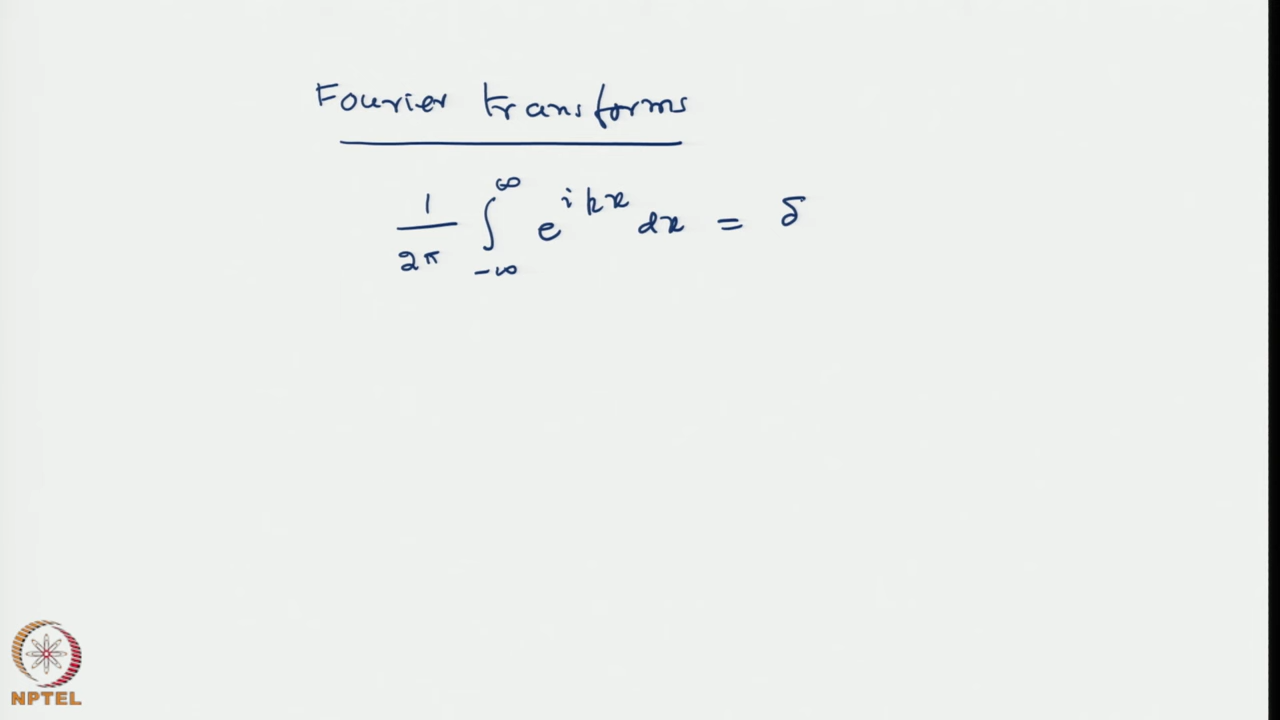 Fourier transforms
1/2π ∫_{-∞}^{∞} e^{ikx} dx = δ
NPTEL